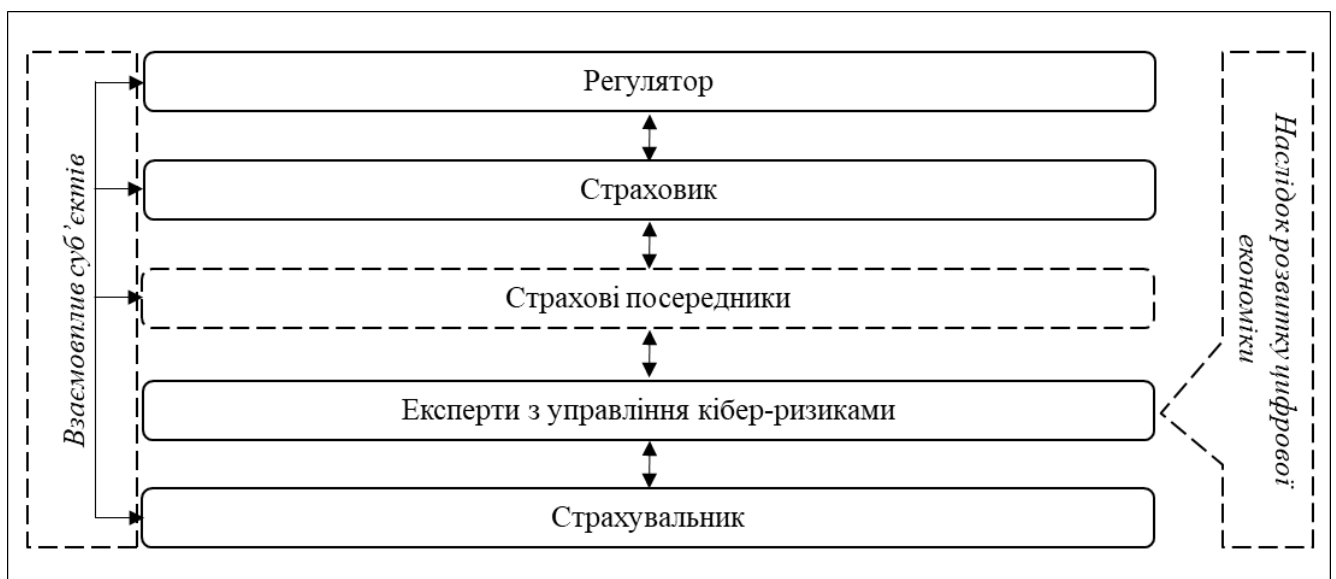 Взаємовплив суб’єктів
Регулятор
Страховик
Страхові посередники
Експерти з управління кібер-ризиками
Страхувальник
Наслідок розвитку цифрової
економіки